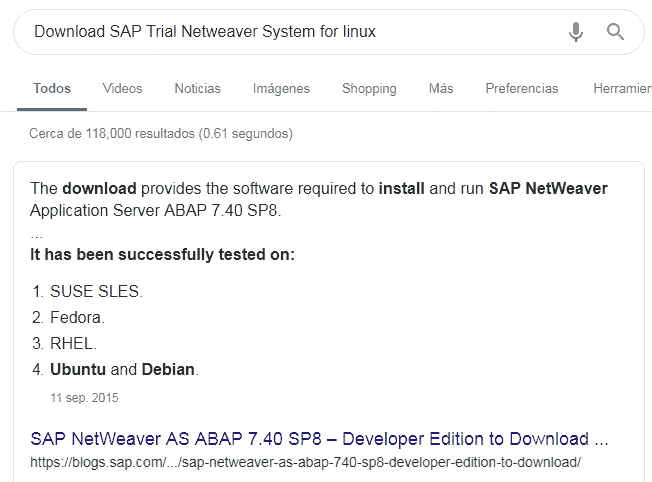 Download SAP Trial Netweaver System for linux
Todos Videos Noticias Imágenes Shopping Más Preferencias Herramier
Cerca de 118,000 resultados (0.61 segundos)
The download provides the software required to install and run SAP NetWeaver
Application Server ABAP 7.40 SP8.
...
It has been successfully tested on:
1. SUSE SLES.
2. Fedora.
3. RHEL.
4. Ubuntu and Debian.
11 sep. 2015
SAP NetWeaver AS ABAP 7.40 SP8 – Developer Edition to Download ...
https://blogs.sap.com/.../sap-netweaver-as-abap-740-sp8-developer-edition-to-download/